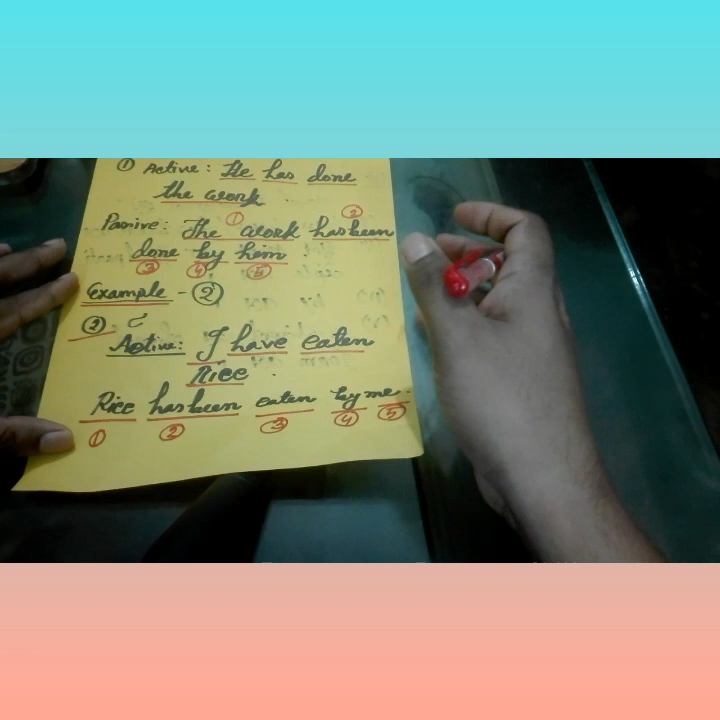 ① Active: He has done
the work
① ②
Passive: The work has been
done by him
③ ④ ⑤
Example - ②
②
Active: I have eaten
Rice.
Rice has been eaten by me.
① ② ③ ④ ⑤